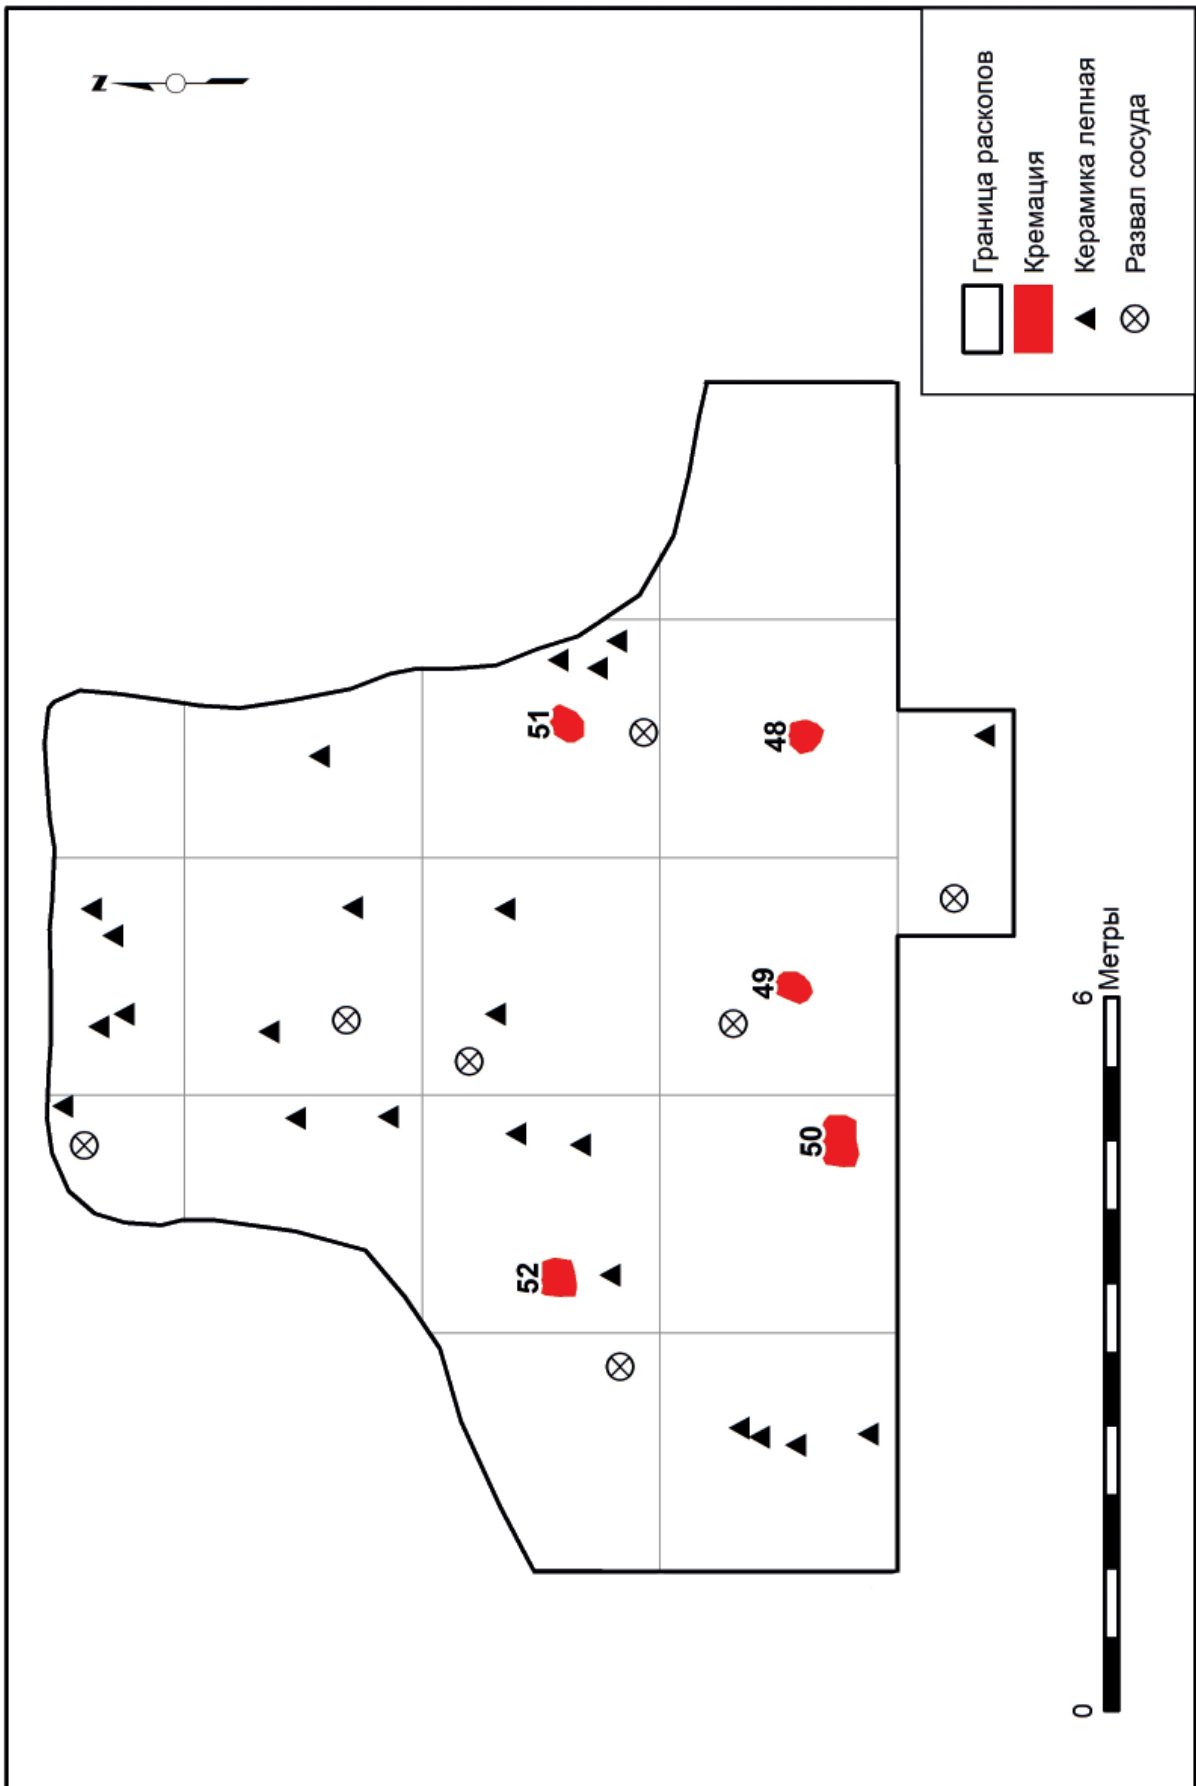 N
51
48
49
50
52
0
6
Метры
Граница раскопов
Кремация
Керамика лепная
Развал сосуда